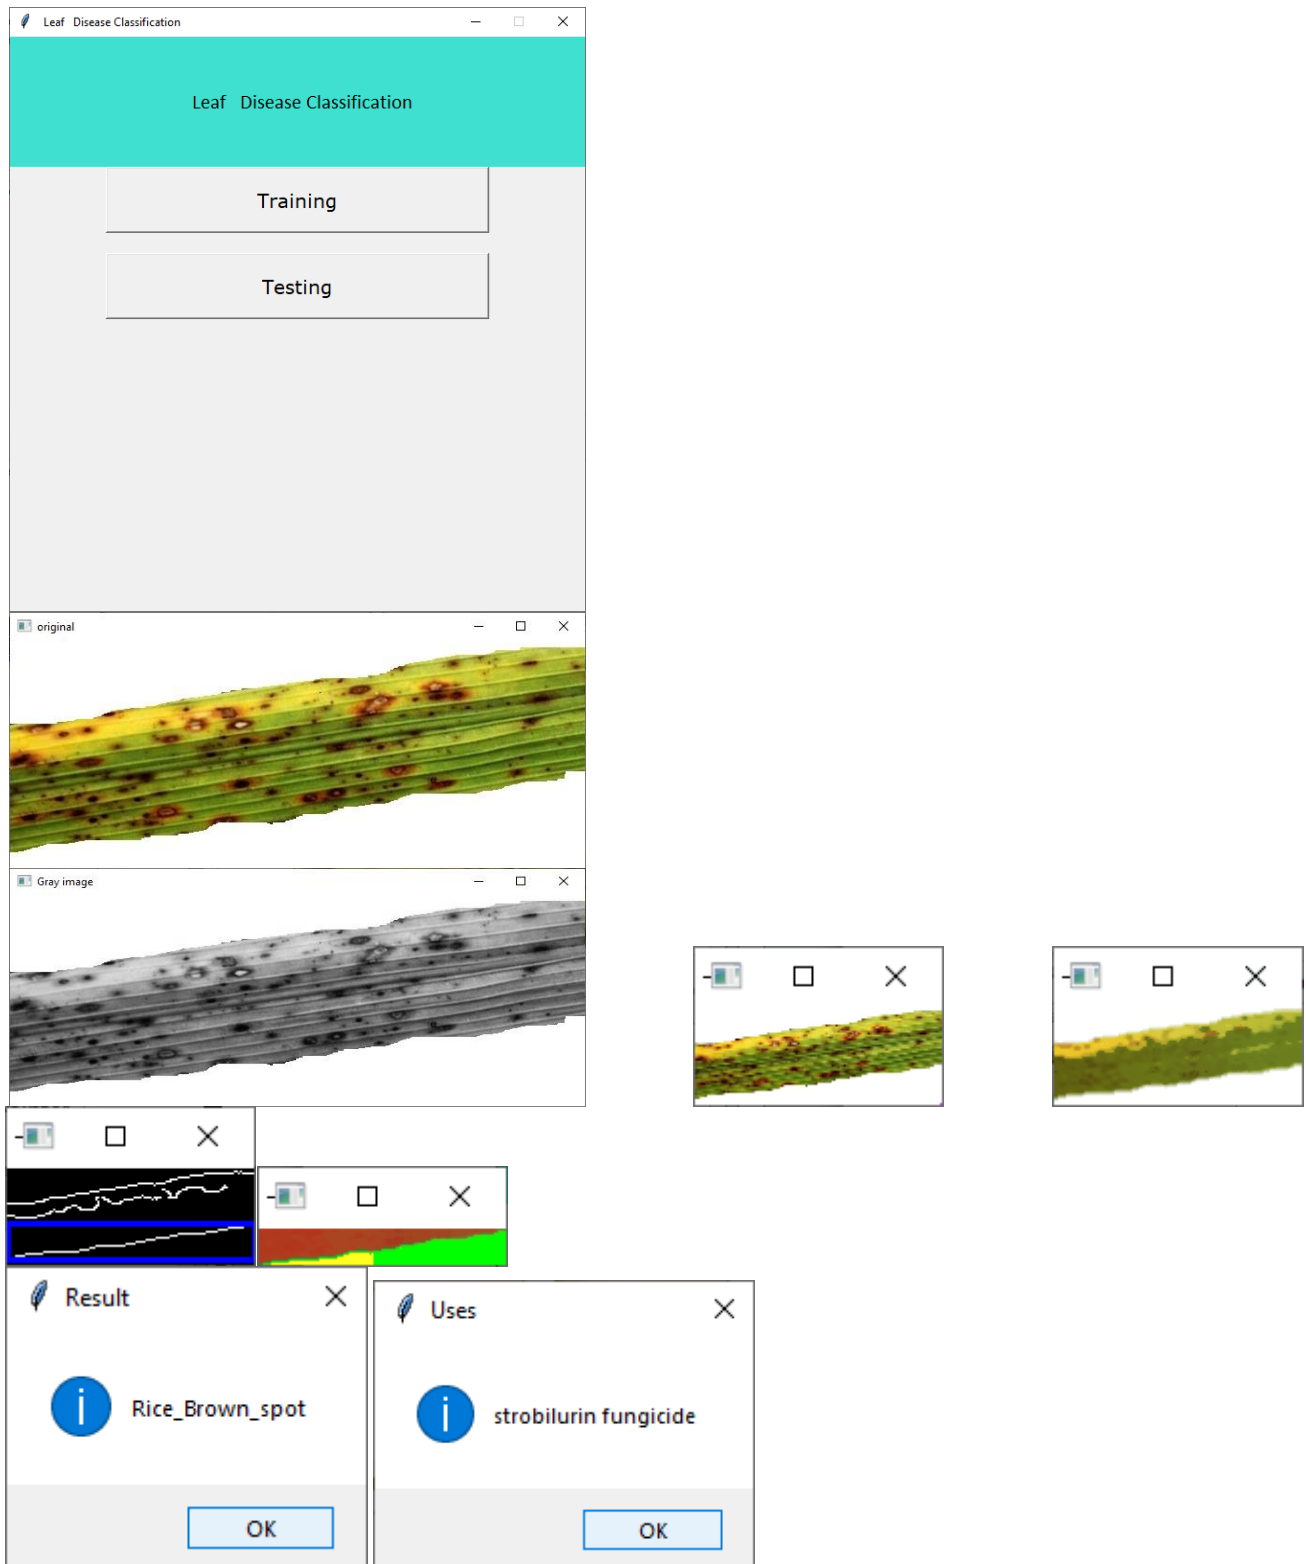 Leaf   Disease Classification
Leaf   Disease Classification
Training
Testing
original
Gray image
Result
Uses
Rice_Brown_spot
strobilurin fungicide
OK
OK